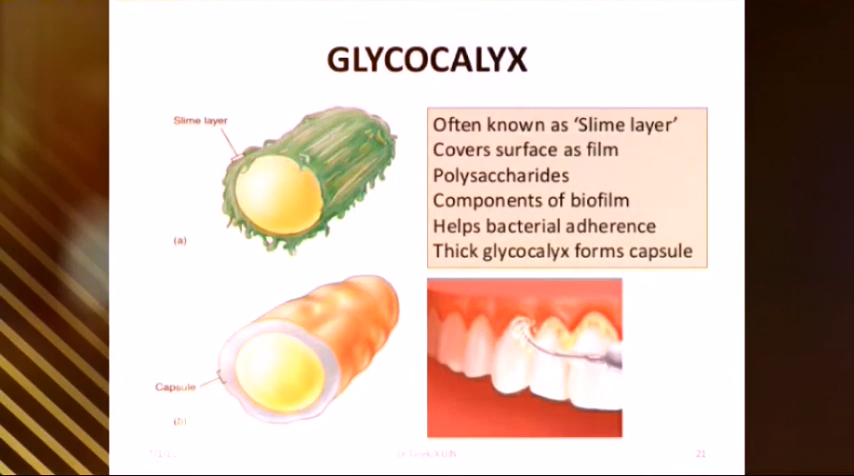 GLYCOCALYX
Slime layer
(a)
Often known as ‘Slime layer’
Covers surface as film
Polysaccharides
Components of biofilm
Helps bacterial adherence
Thick glycocalyx forms capsule
Capsule
(b)
21